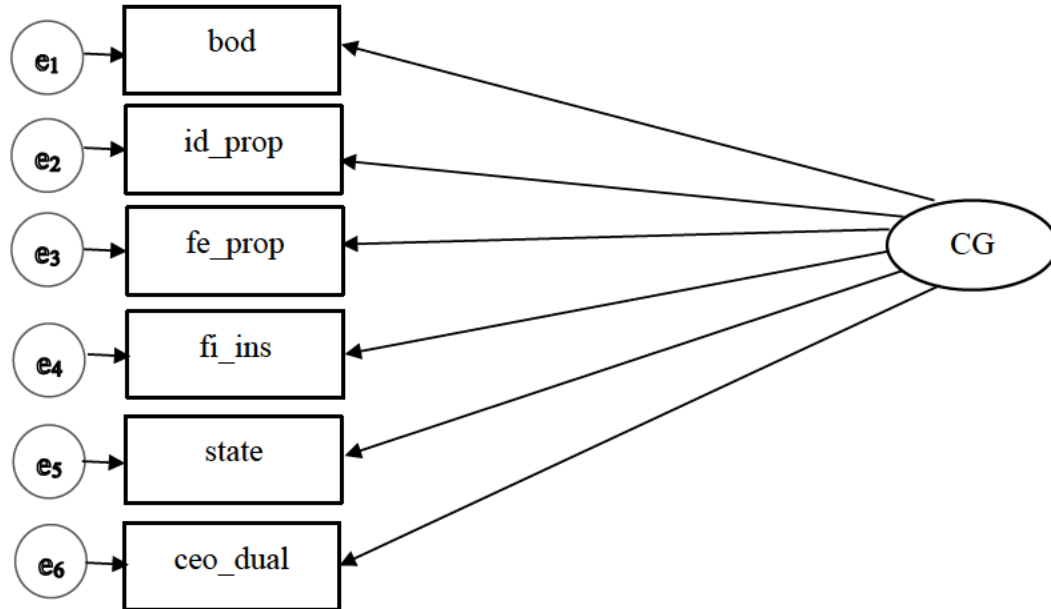 e1
bod
e2
id_prop
e3
fe_prop
CG
e4
fi_ins
e5
state
e6
ceo_dual